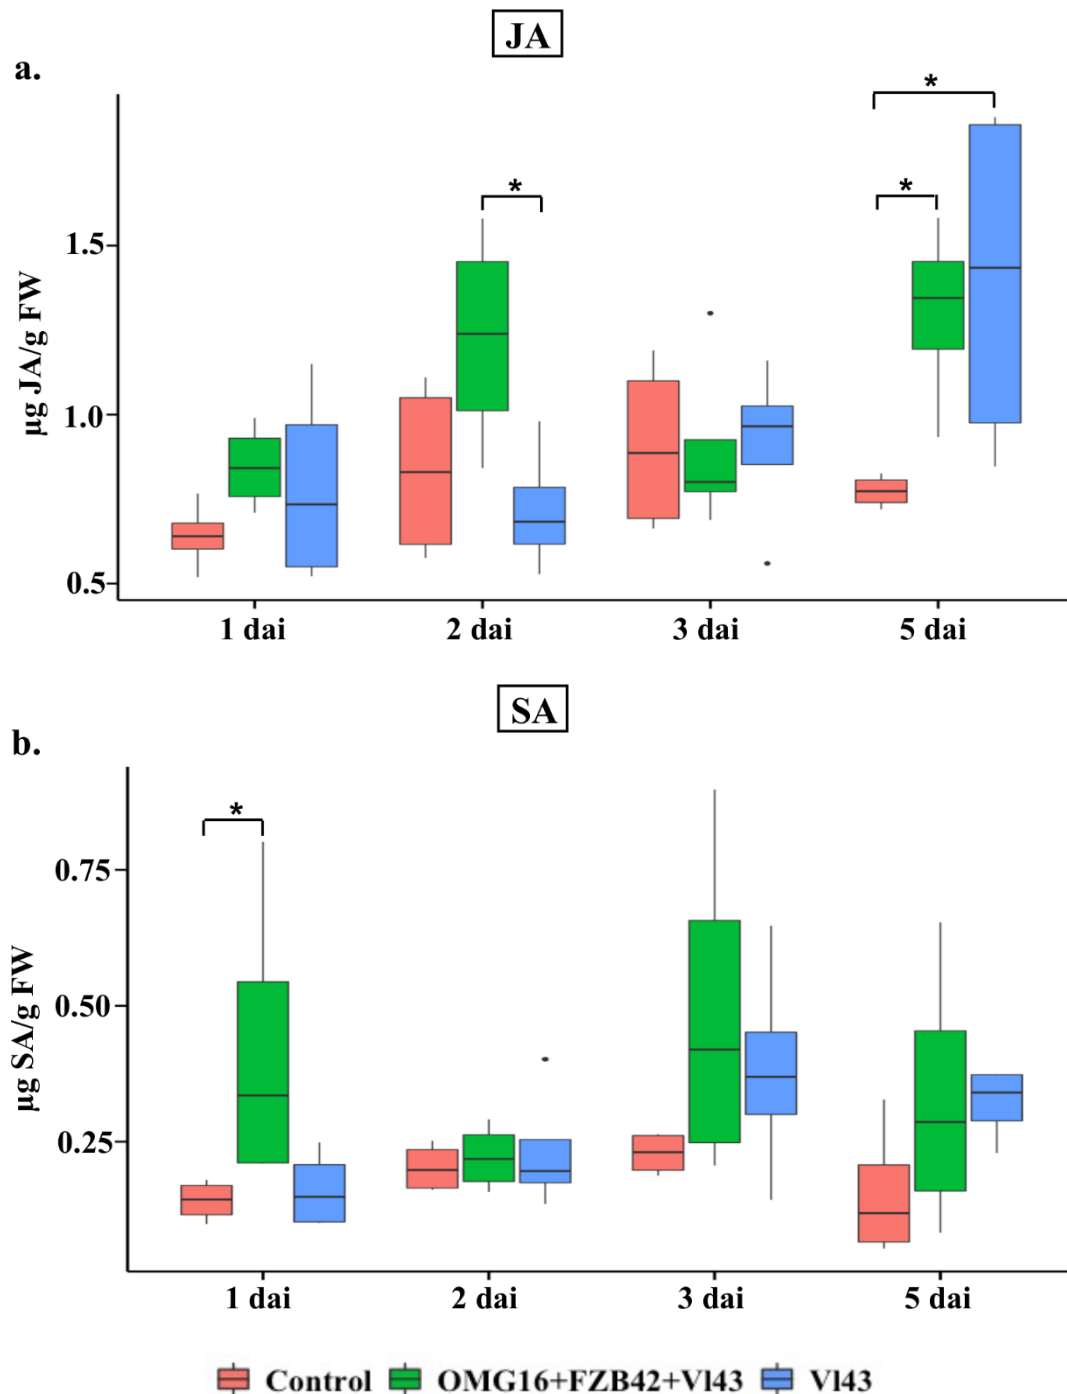 JA
a.
*
*
*
1.5
1.0
0.5
µg JA/g FW
1 dai 2 dai 3 dai 5 dai
SA
b.
*
0.75
0.50
0.25
µg SA/g FW
1 dai 2 dai 3 dai 5 dai
Control OMG16+FZB42+Vl43 Vl43